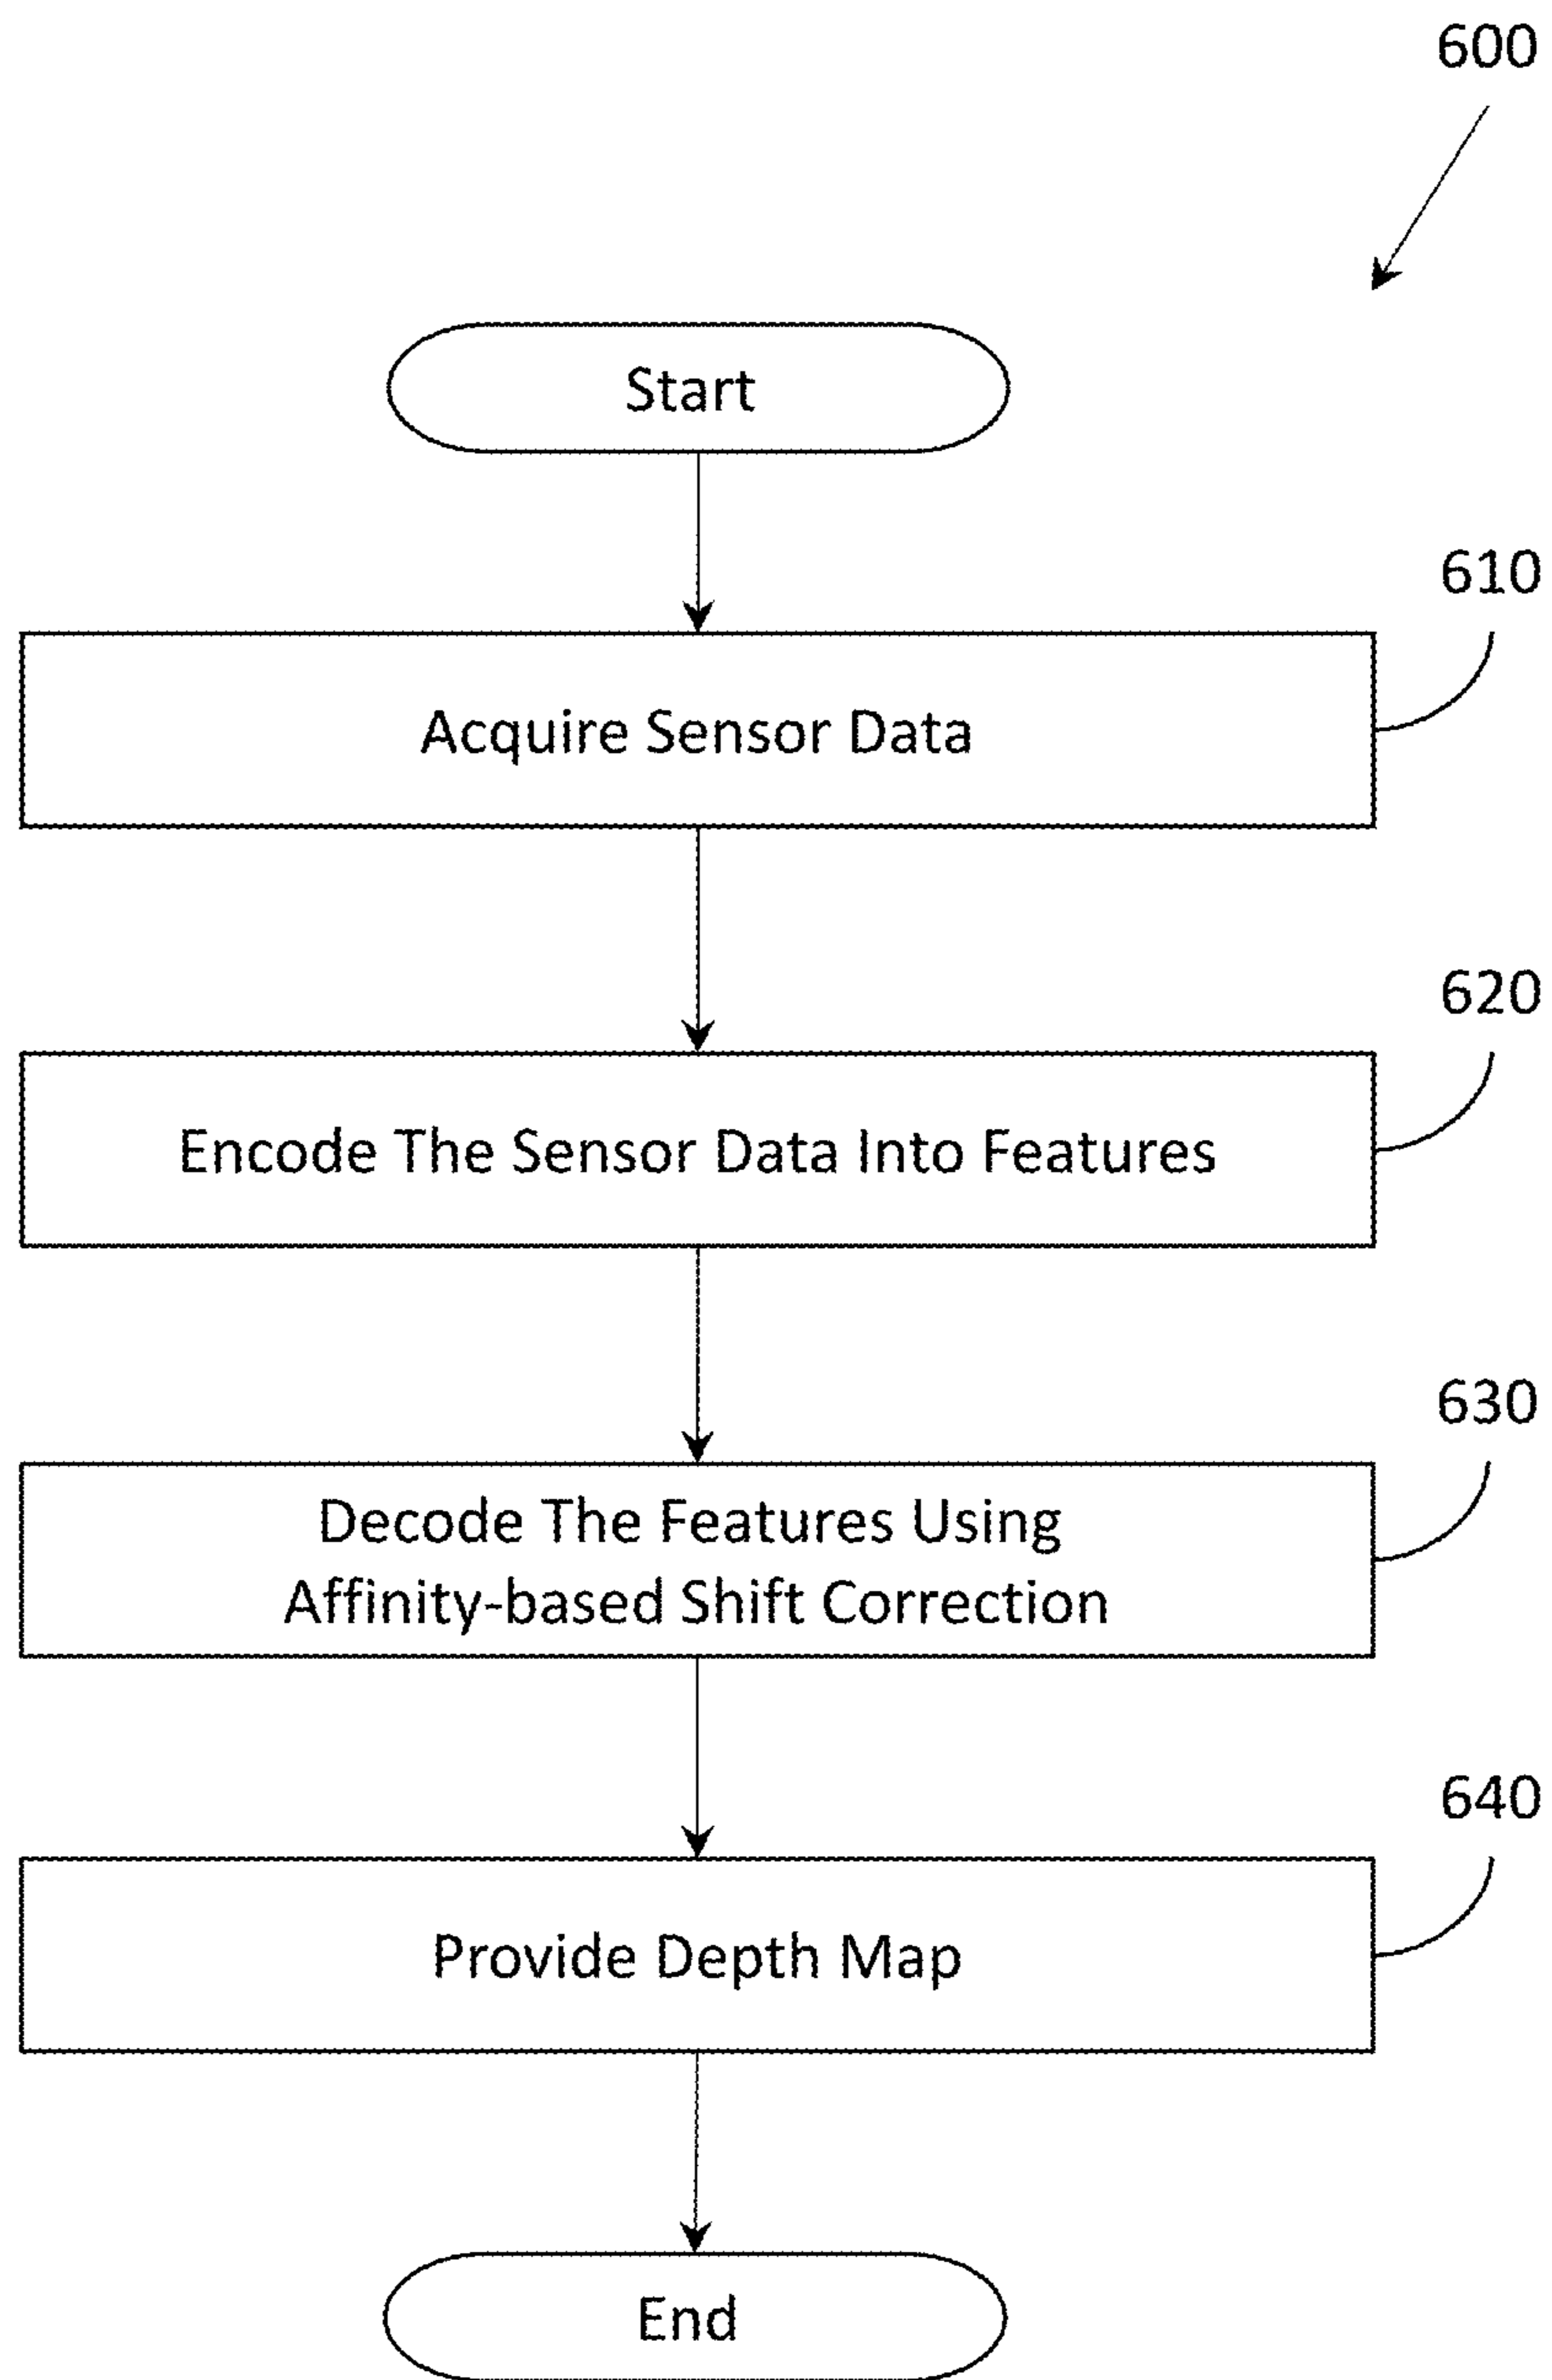 600
Start
610
Acquire Sensor Data
620
Encode The Sensor Data Into Features
630
Decode The Features Using
Affinity-based Shift Correction
640
Provide Depth Map
End